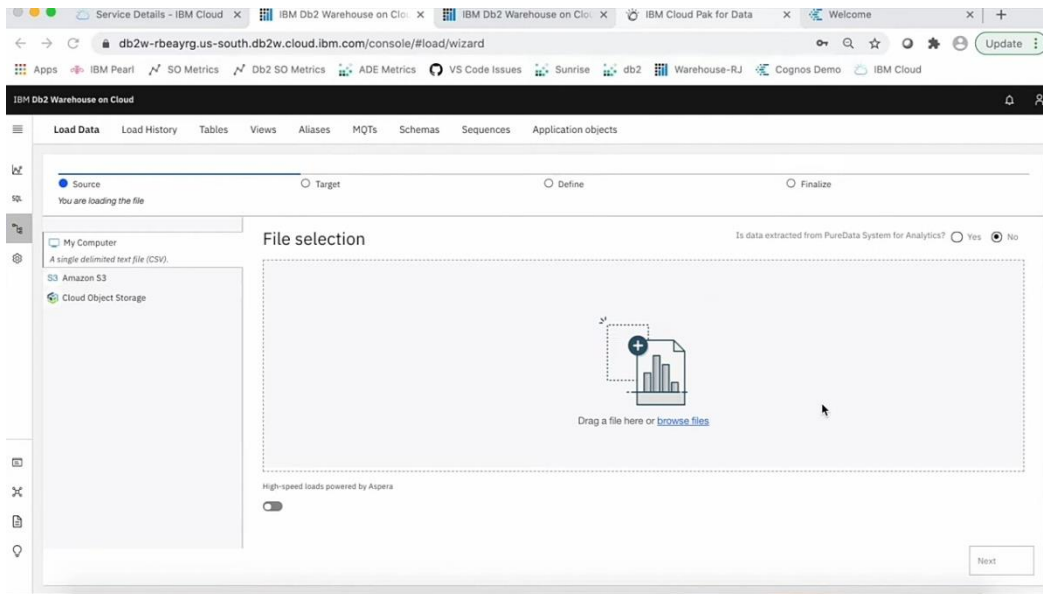 Service Details - IBM Cloud
IBM Db2 Warehouse on Clou
IBM Db2 Warehouse on Clou
IBM Cloud Pak for Data
Welcome
db2w-rbeayrg.us-south.db2w.cloud.ibm.com/console/#load/wizard
Update
Apps
IBM Pearl
SO Metrics
Db2 SO Metrics
ADE Metrics
VS Code Issues
Sunrise
db2
Warehouse-RJ
Cognos Demo
IBM Cloud
IBM Db2 Warehouse on Cloud
Load Data
Load History
Tables
Views
Aliases
MQTs
Schemas
Sequences
Application objects
Source
Target
Define
Finalize
You are loading the file
SQL
My Computer
A single delimited text file (CSV).
S3 Amazon S3
Cloud Object Storage
File selection
Is data extracted from PureData System for Analytics? Yes No
Drag a file here or browse files
High-speed loads powered by Aspera
Next